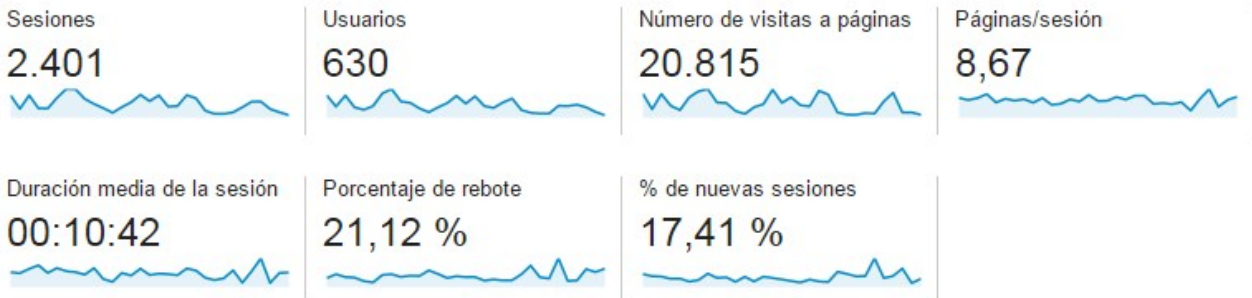 Sesiones
2.401
Usuarios
630
Número de visitas a páginas
20.815
Páginas/sesión
8,67
Duración media de la sesión
00:10:42
Porcentaje de rebote
21,12 %
% de nuevas sesiones
17,41 %